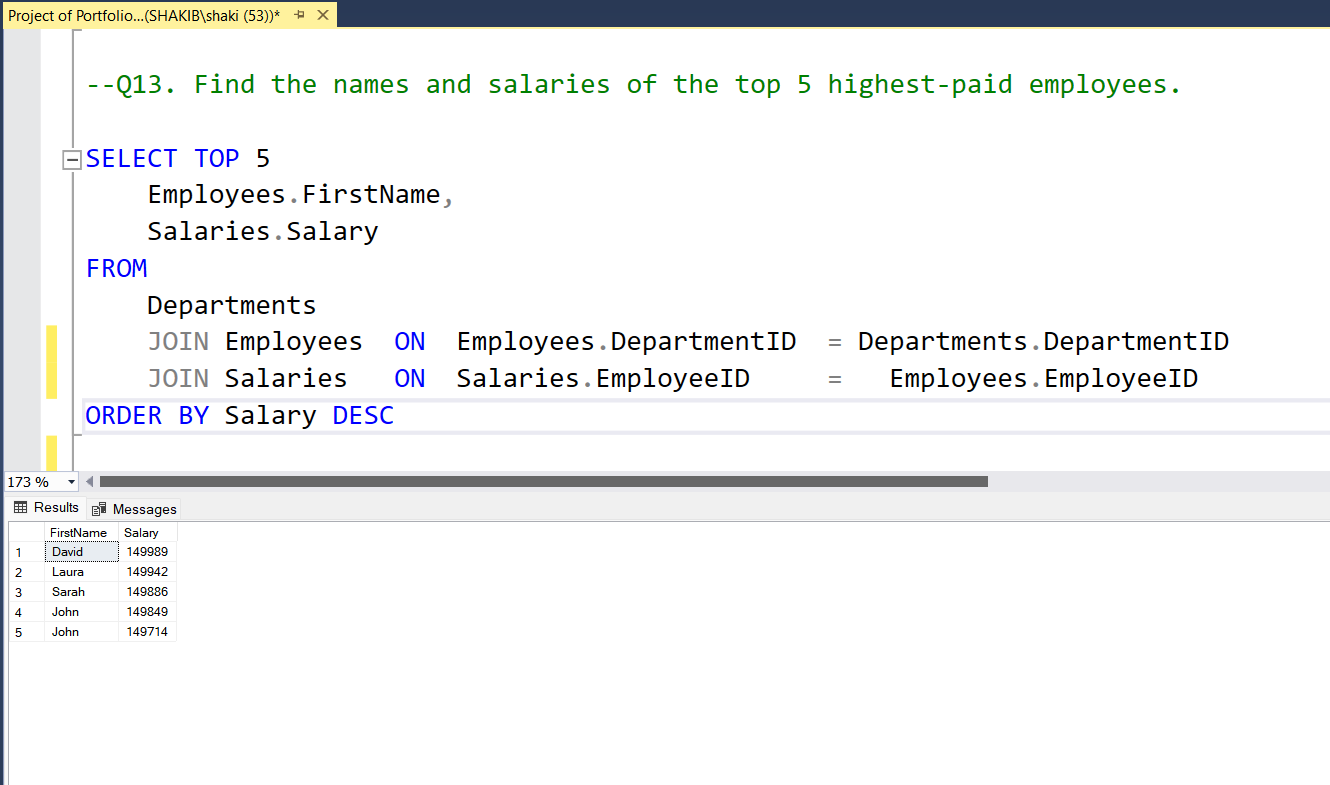 Project of Portfolio...(SHAKIB\shaki (53))*
--Q13. Find the names and salaries of the top 5 highest-paid employees.
SELECT TOP 5
Employees.FirstName,
Salaries.Salary
FROM
Departments
JOIN Employees ON Employees.DepartmentID = Departments.DepartmentID
JOIN Salaries ON Salaries.EmployeeID = Employees.EmployeeID
ORDER BY Salary DESC
173 %
Results Messages
FirstName Salary
1 David 149989
2 Laura 149942
3 Sarah 149886
4 John 149849
5 John 149714